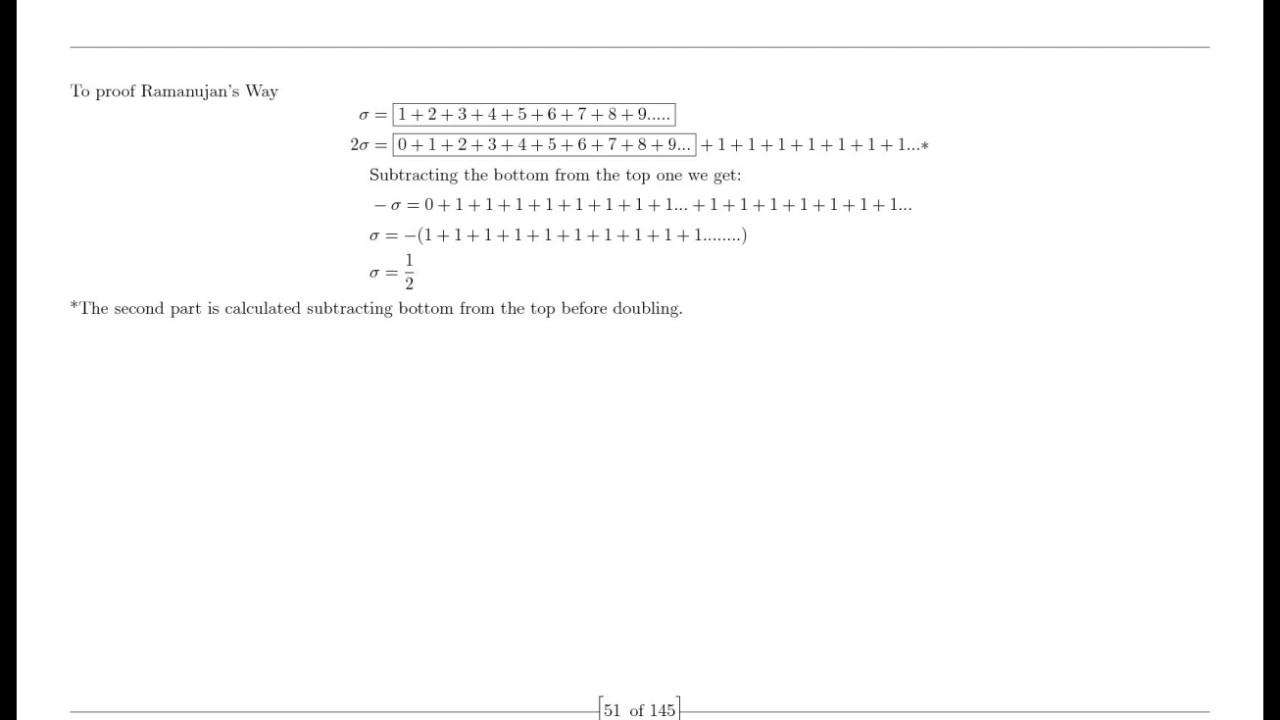 To proof Ramanujan's Way
σ = 1 + 2 + 3 + 4 + 5 + 6 + 7 + 8 + 9.....
2σ = 0 + 1 + 2 + 3 + 4 + 5 + 6 + 7 + 8 + 9... + 1 + 1 + 1 + 1 + 1 + 1 + 1...*
Subtracting the bottom from the top one we get:
− σ = 0 + 1 + 1 + 1 + 1 + 1 + 1 + 1 + 1... + 1 + 1 + 1 + 1 + 1 + 1 + 1...
σ = −(1 + 1 + 1 + 1 + 1 + 1 + 1 + 1 + 1 + 1........)
σ = 1/2
*The second part is calculated subtracting bottom from the top before doubling.
51 of 145